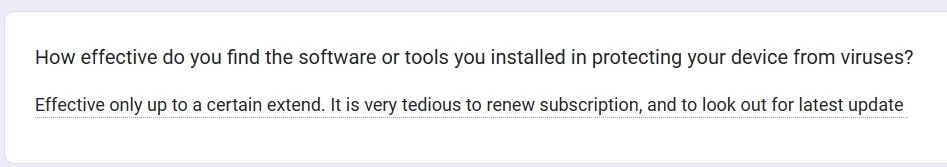 How effective do you find the software or tools you installed in protecting your device from viruses?
Effective only up to a certain extend. It is very tedious to renew subscription, and to look out for latest update